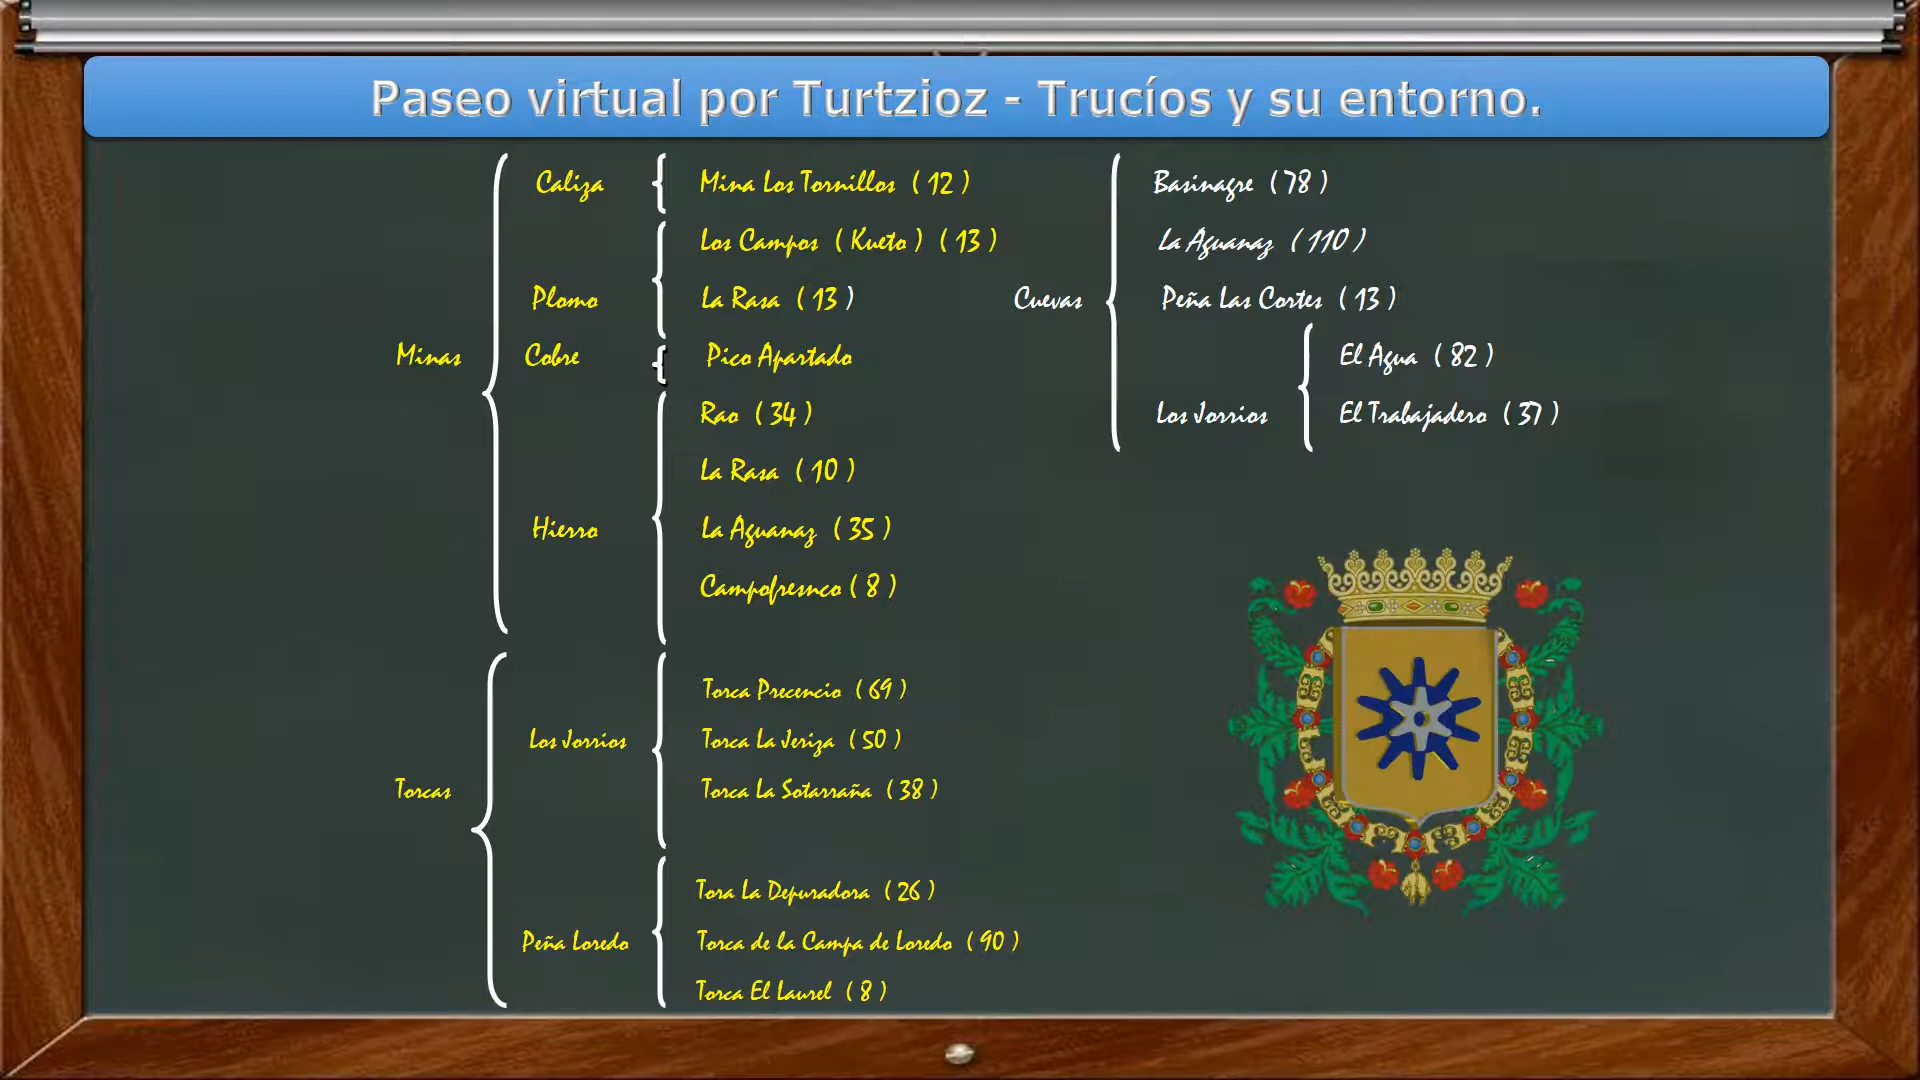 Paseo virtual por Turtzioz - Trucíos y su entorno.
Minas
Caliza
Mina Los Tornillos ( 12 )
Plomo
Los Campos ( Kueto ) ( 13 )
La Rasa ( 13 )
Cobre
Pico Apartado
Hierro
Rao ( 34 )
La Rasa ( 10 )
La Aguanaz ( 35 )
Campofresnco ( 8 )
Torcas
Los Jorrios
Torca Precencio ( 69 )
Torca La Jeriza ( 50 )
Torca La Sotarraña ( 38 )
Peña Loredo
Tora La Depuradora ( 26 )
Torca de la Campa de Loredo ( 90 )
Torca El Laurel ( 8 )
Cuevas
Basinagre ( 78 )
La Aguanaz ( 110 )
Peña Las Cortes ( 13 )
Los Jorrios
El Agua ( 82 )
El Trabajadero ( 37 )